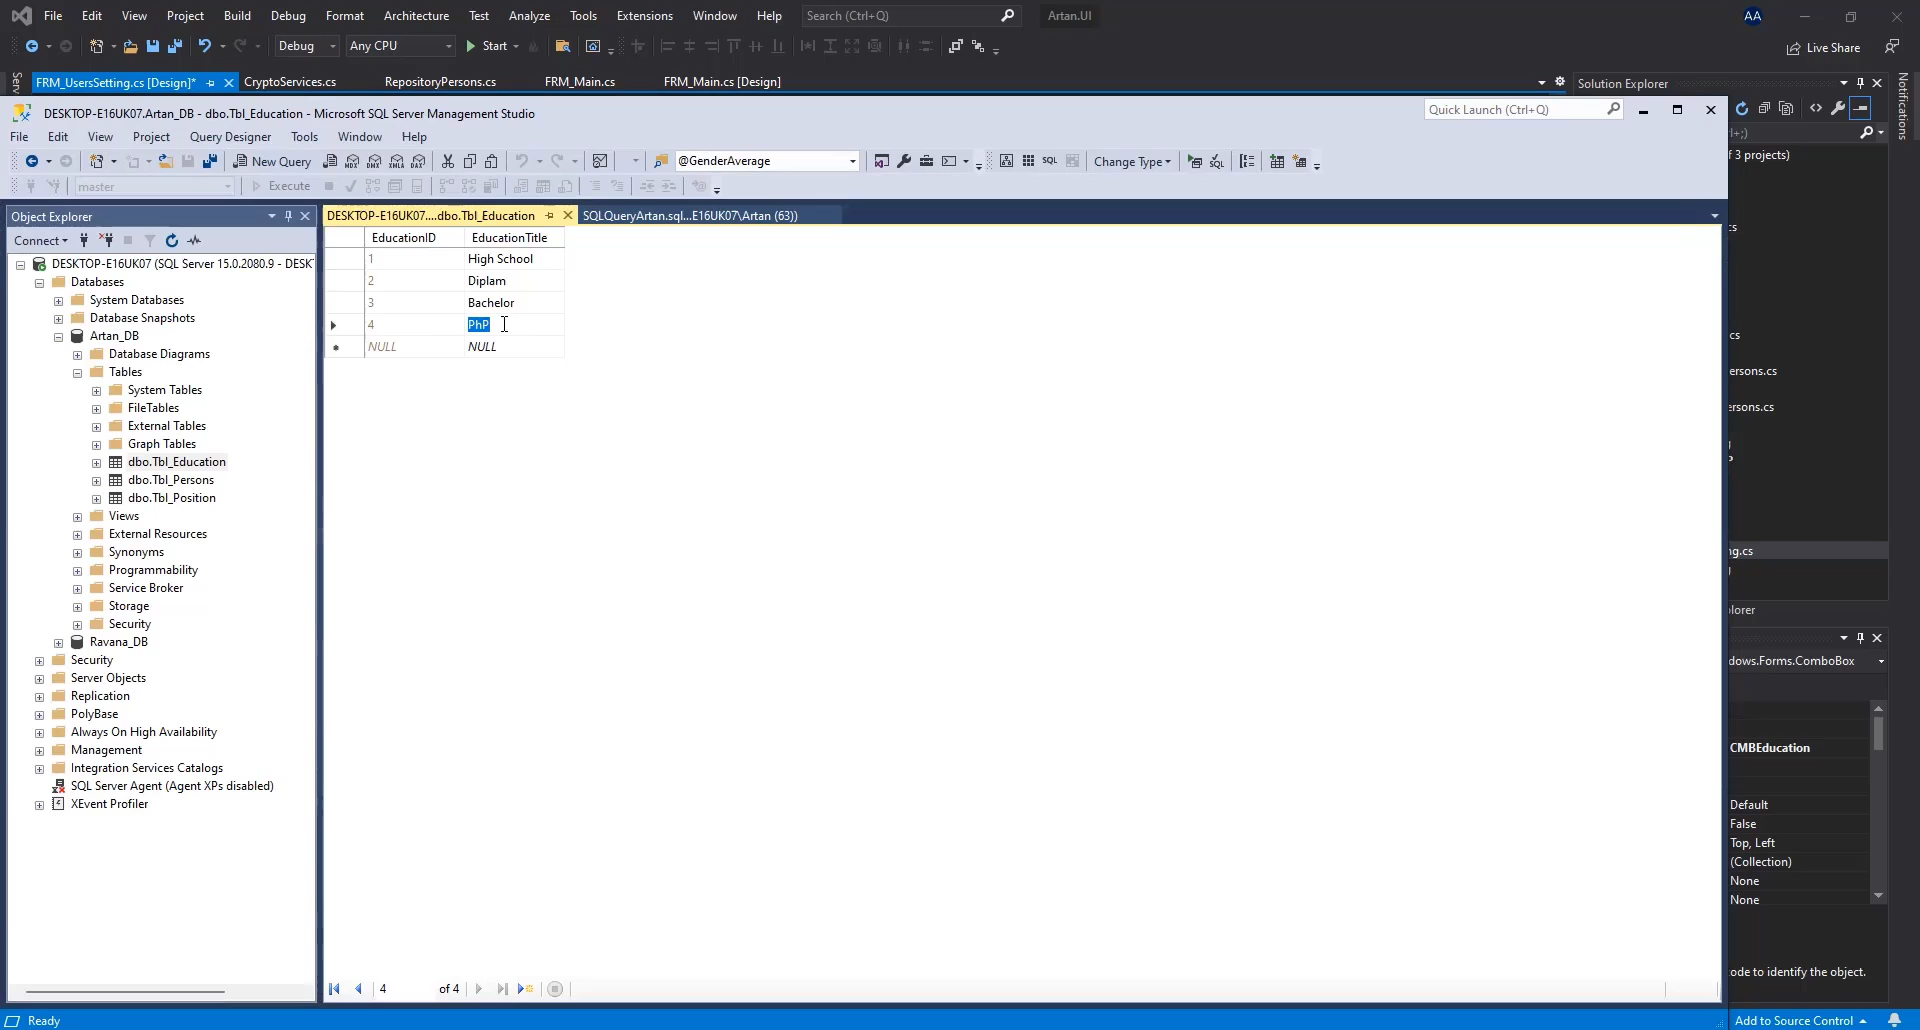 File Edit View Project Build Debug Format Architecture Test Analyze Tools Extensions Window Help Search (Ctrl+Q) Artan.UI AA
Debug Any CPU Start Live Share
FRM_UsersSetting.cs [Design]* CryptoServices.cs RepositoryPersons.cs FRM_Main.cs FRM_Main.cs [Design] Solution Explorer
Notifications
DESKTOP-E16UK07.Artan_DB - dbo.Tbl_Education - Microsoft SQL Server Management Studio Quick Launch (Ctrl+Q)
File Edit View Project Query Designer Tools Window Help
New Query MDX DMX XMLA DAX @GenderAverage SQL Change Type SQL
master Execute
Object Explorer
Connect
DESKTOP-E16UK07 (SQL Server 15.0.2080.9 - DESK
Databases
System Databases
Database Snapshots
Artan_DB
Database Diagrams
Tables
System Tables
FileTables
External Tables
Graph Tables
dbo.Tbl_Education
dbo.Tbl_Persons
dbo.Tbl_Position
Views
External Resources
Synonyms
Programmability
Service Broker
Storage
Security
Ravana_DB
Security
Server Objects
Replication
PolyBase
Always On High Availability
Management
Integration Services Catalogs
SQL Server Agent (Agent XPs disabled)
XEvent Profiler
DESKTOP-E16UK07....dbo.Tbl_Education SQLQueryArtan.sql...E16UK07\Artan (63))
EducationID EducationTitle
1 High School
2 Diplam
3 Bachelor
4 PhP
NULL NULL
4 of 4
+;)
f 3 projects)
cs
ersons.cs
ersons.cs
ng.cs
lorer
dows.Forms.ComboBox
CMBEducation
Default
False
Top, Left
(Collection)
None
None
ode to identify the object.
Ready
Add to Source Control